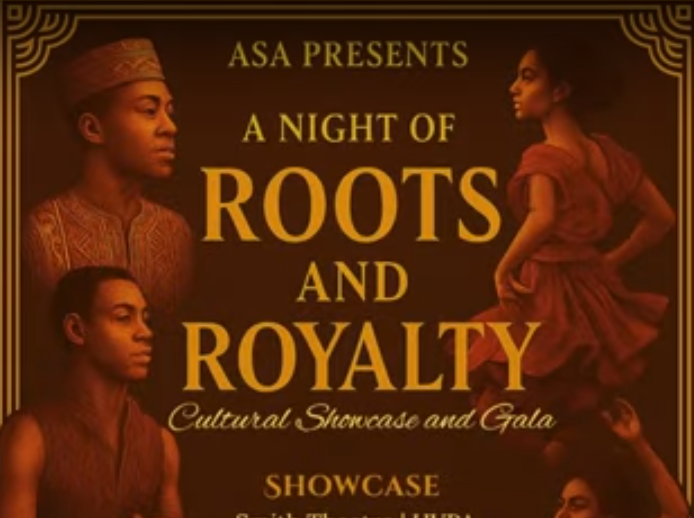 ASA PRESENTS
A NIGHT OF
ROOTS
AND
ROYALTY
Cultural Showcase and Gala
SHOWCASE